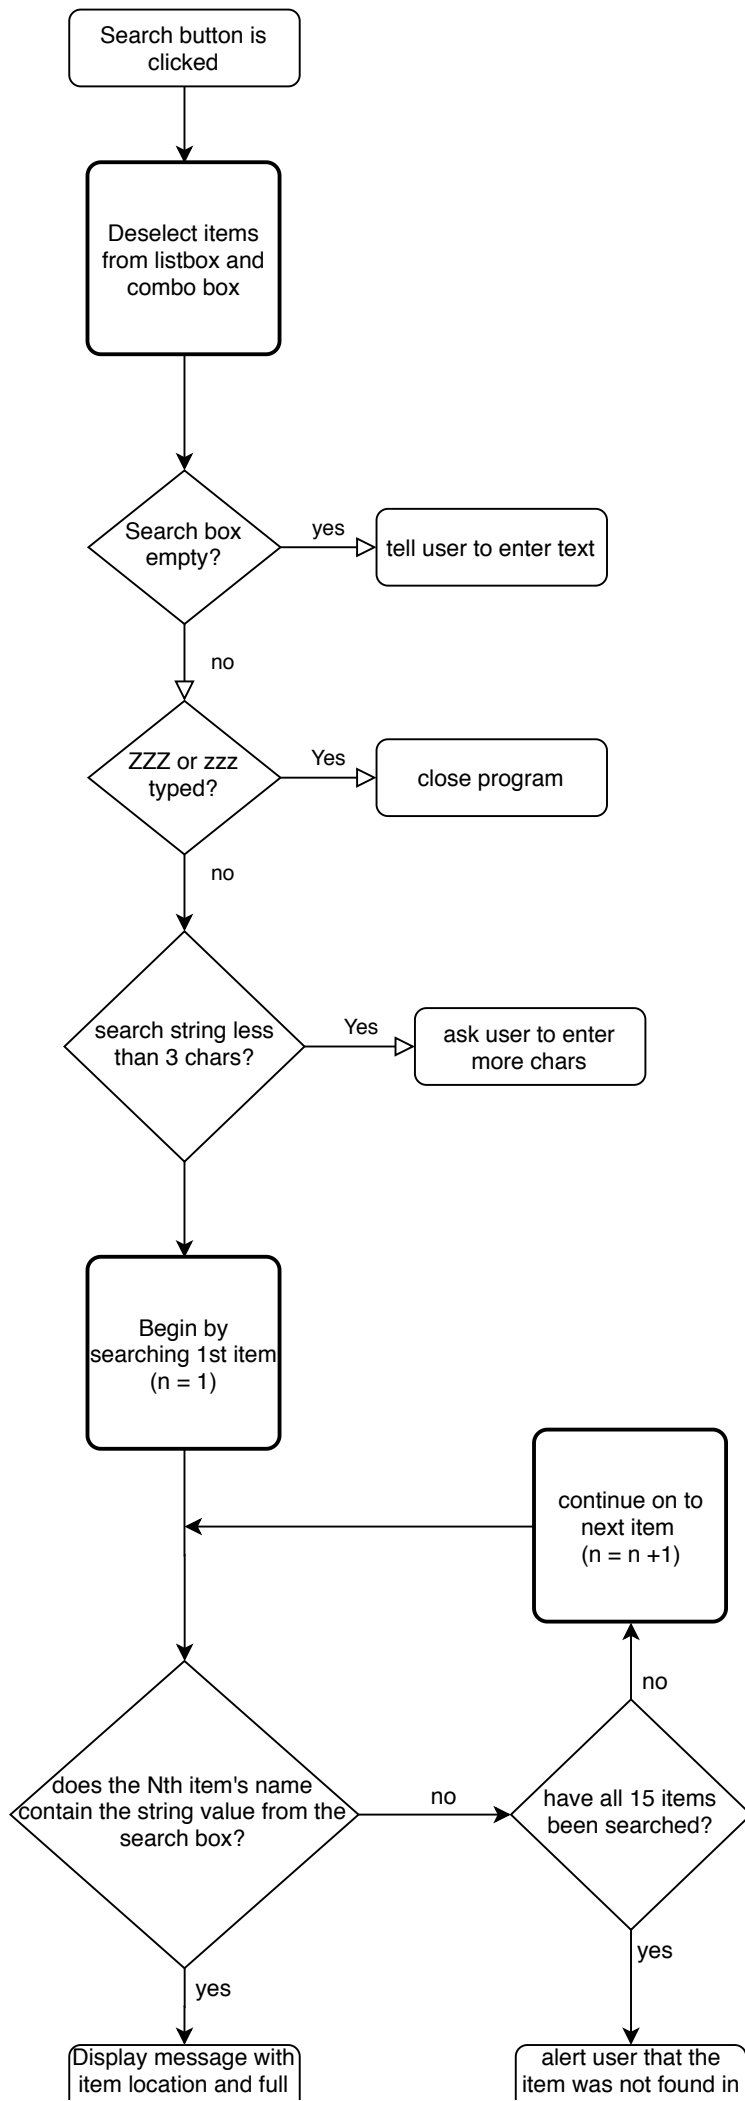 Search button is
clicked
Deselect items
from listbox and
combo box
Search box
empty?
yes
tell user to enter text
no
ZZZ or zzz
typed?
Yes
close program
no
search string less
than 3 chars?
Yes
ask user to enter
more chars
Begin by
searching 1st item
(n = 1)
continue on to
next item
(n = n +1)
no
does the Nth item's name
contain the string value from the
search box?
no
have all 15 items
been searched?
yes
yes
Display message with
item location and full
alert user that the
item was not found in